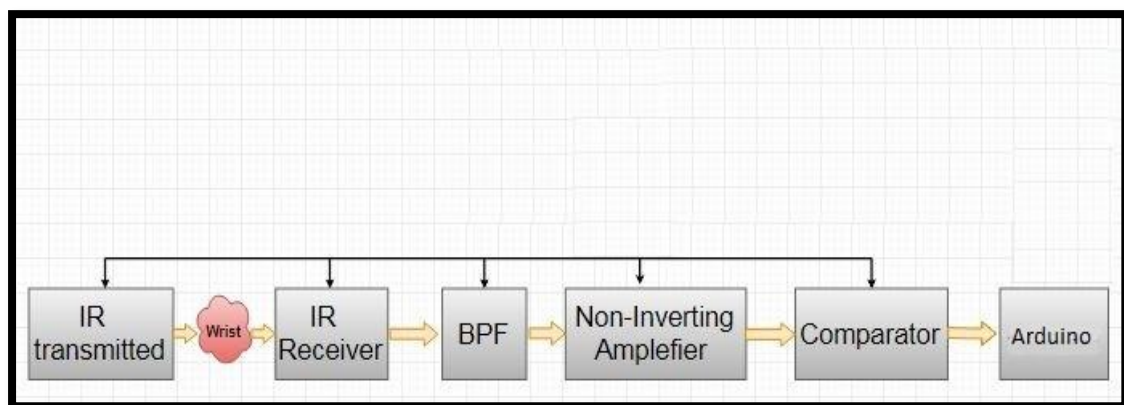 IR
transmitted
Wrist
IR
Receiver
BPF
Non-Inverting
Amplefier
Comparator
Arduino